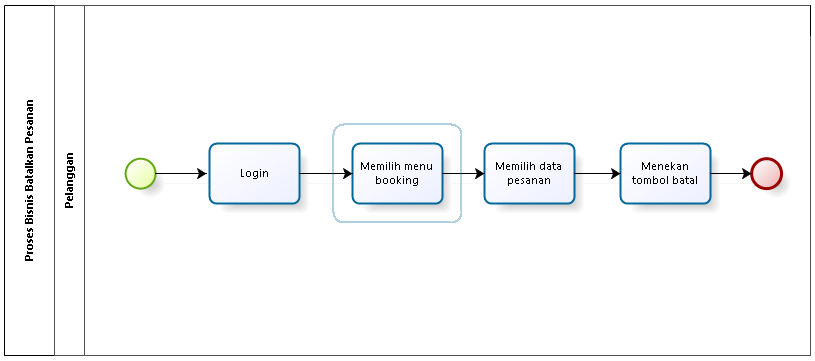 Proses Bisnis Batalkan Pesanan
Pelanggan
Login
Memilih menu
booking
Memilih data
pesanan
Menekan
tombol batal